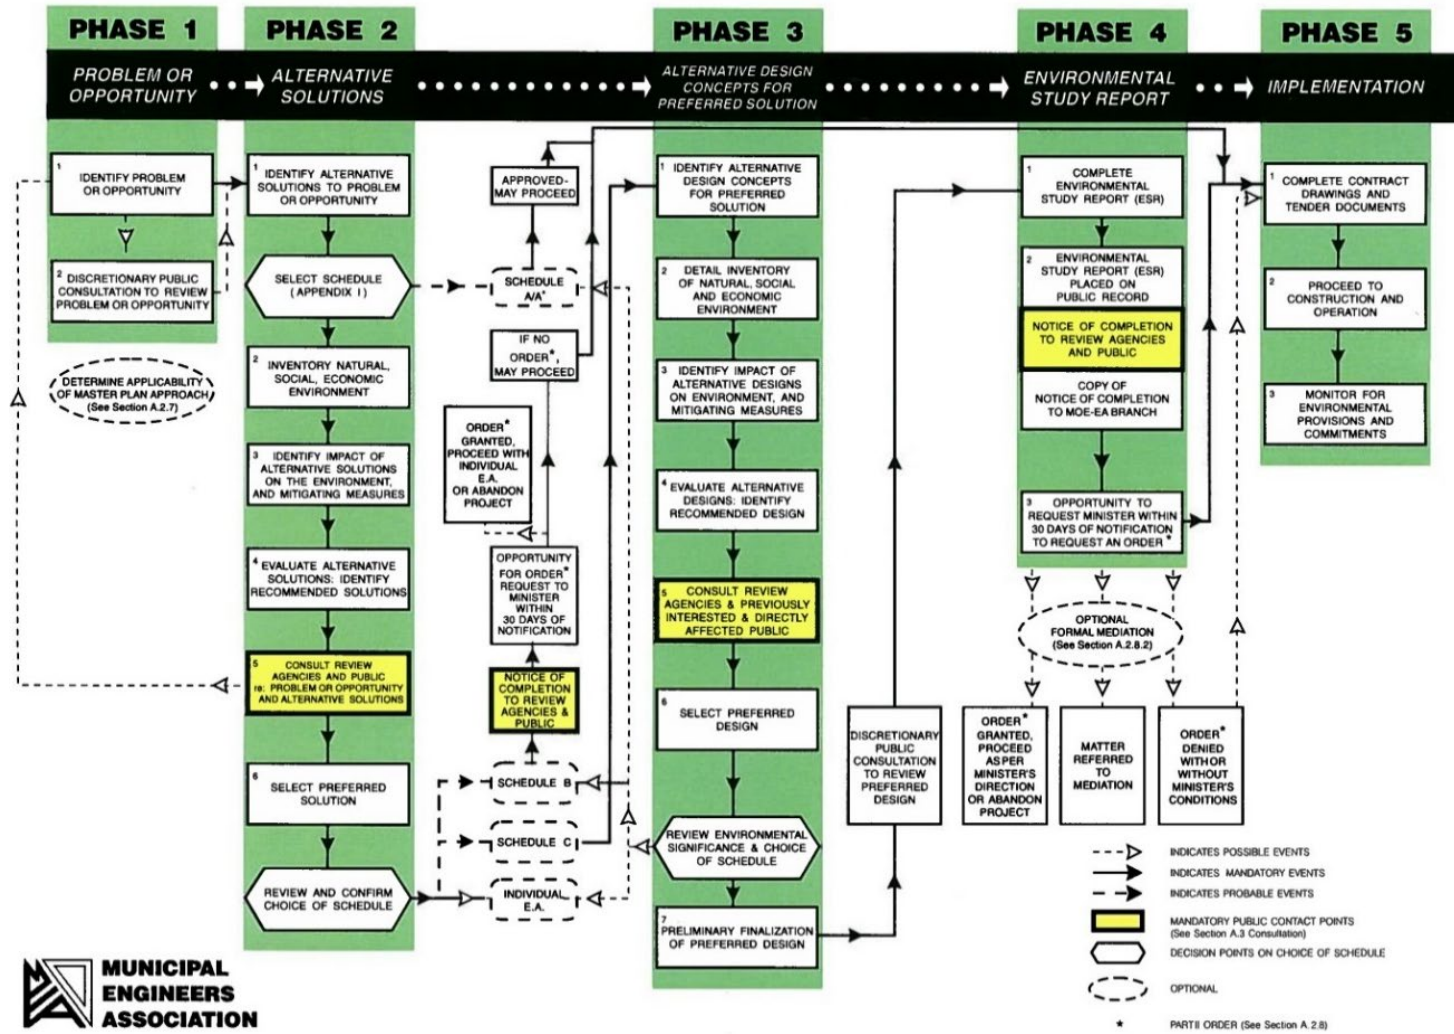 PHASE 1
PROBLEM OR
OPPORTUNITY
1
IDENTIFY PROBLEM
OR OPPORTUNITY
2
DISCRETIONARY PUBLIC
CONSULTATION TO REVIEW
PROBLEM OR OPPORTUNITY
DETERMINE APPLICABILITY
OF MASTER PLAN APPROACH
(See Section A.2.7)
PHASE 2
ALTERNATIVE
SOLUTIONS
1
IDENTIFY ALTERNATIVE
SOLUTIONS TO PROBLEM
OR OPPORTUNITY
SELECT SCHEDULE
(APPENDIX I)
2
INVENTORY NATURAL,
SOCIAL, ECONOMIC
ENVIRONMENT
3
IDENTIFY IMPACT OF
ALTERNATIVE SOLUTIONS
ON THE ENVIRONMENT,
AND MITIGATING MEASURES
4
EVALUATE ALTERNATIVE
SOLUTIONS: IDENTIFY
RECOMMENDED SOLUTIONS
5
CONSULT REVIEW
AGENCIES AND PUBLIC
re: PROBLEM OR OPPORTUNITY
AND ALTERNATIVE SOLUTIONS
6
SELECT PREFERRED
SOLUTION
REVIEW AND CONFIRM
CHOICE OF SCHEDULE
APPROVED-
MAY PROCEED
SCHEDULE
A/A+
IF NO
ORDER*,
MAY PROCEED
ORDER*
GRANTED,
PROCEED WITH
INDIVIDUAL
E.A.
OR ABANDON
PROJECT
OPPORTUNITY
FOR ORDER*
REQUEST TO
MINISTER
WITHIN
30 DAYS OF
NOTIFICATION
NOTICE OF
COMPLETION
TO REVIEW
AGENCIES &
PUBLIC
SCHEDULE B
SCHEDULE C
INDIVIDUAL
E.A.
PHASE 3
ALTERNATIVE DESIGN
CONCEPTS FOR
PREFERRED SOLUTION
1
IDENTIFY ALTERNATIVE
DESIGN CONCEPTS
FOR PREFERRED
SOLUTION
2
DETAIL INVENTORY
OF NATURAL, SOCIAL
AND ECONOMIC
ENVIRONMENT
3
IDENTIFY IMPACT OF
ALTERNATIVE DESIGNS
ON ENVIRONMENT, AND
MITIGATING MEASURES
4
EVALUATE ALTERNATIVE
DESIGNS: IDENTIFY
RECOMMENDED DESIGN
5
CONSULT REVIEW
AGENCIES & PREVIOUSLY
INTERESTED & DIRECTLY
AFFECTED PUBLIC
6
SELECT PREFERRED
DESIGN
REVIEW ENVIRONMENTAL
SIGNIFICANCE & CHOICE
OF SCHEDULE
7
PRELIMINARY FINALIZATION
OF PREFERRED DESIGN
DISCRETIONARY
PUBLIC
CONSULTATION
TO REVIEW
PREFERRED
DESIGN
PHASE 4
ENVIRONMENTAL
STUDY REPORT
1
COMPLETE
ENVIRONMENTAL
STUDY REPORT (ESR)
2
ENVIRONMENTAL
STUDY REPORT (ESR)
PLACED ON
PUBLIC RECORD
NOTICE OF COMPLETION
TO REVIEW AGENCIES
AND PUBLIC
COPY OF
NOTICE OF COMPLETION
TO MOE-EA BRANCH
3
OPPORTUNITY TO
REQUEST MINISTER WITHIN
30 DAYS OF NOTIFICATION
TO REQUEST AN ORDER*
OPTIONAL
FORMAL MEDIATION
(See Section A.2.8.2)
ORDER*
GRANTED,
PROCEED
AS PER
MINISTER'S
DIRECTION
OR ABANDON
PROJECT
MATTER
REFERRED
TO
MEDIATION
ORDER*
DENIED
WITH OR
WITHOUT
MINISTER'S
CONDITIONS
PHASE 5
IMPLEMENTATION
1
COMPLETE CONTRACT
DRAWINGS AND
TENDER DOCUMENTS
2
PROCEED TO
CONSTRUCTION AND
OPERATION
3
MONITOR FOR
ENVIRONMENTAL
PROVISIONS AND
COMMITMENTS
INDICATES POSSIBLE EVENTS
INDICATES MANDATORY EVENTS
INDICATES PROBABLE EVENTS
MANDATORY PUBLIC CONTACT POINTS
(See Section A.3 Consultation)
DECISION POINTS ON CHOICE OF SCHEDULE
OPTIONAL
* PART II ORDER (See Section A.2.8)
MEA
MUNICIPAL
ENGINEERS
ASSOCIATION